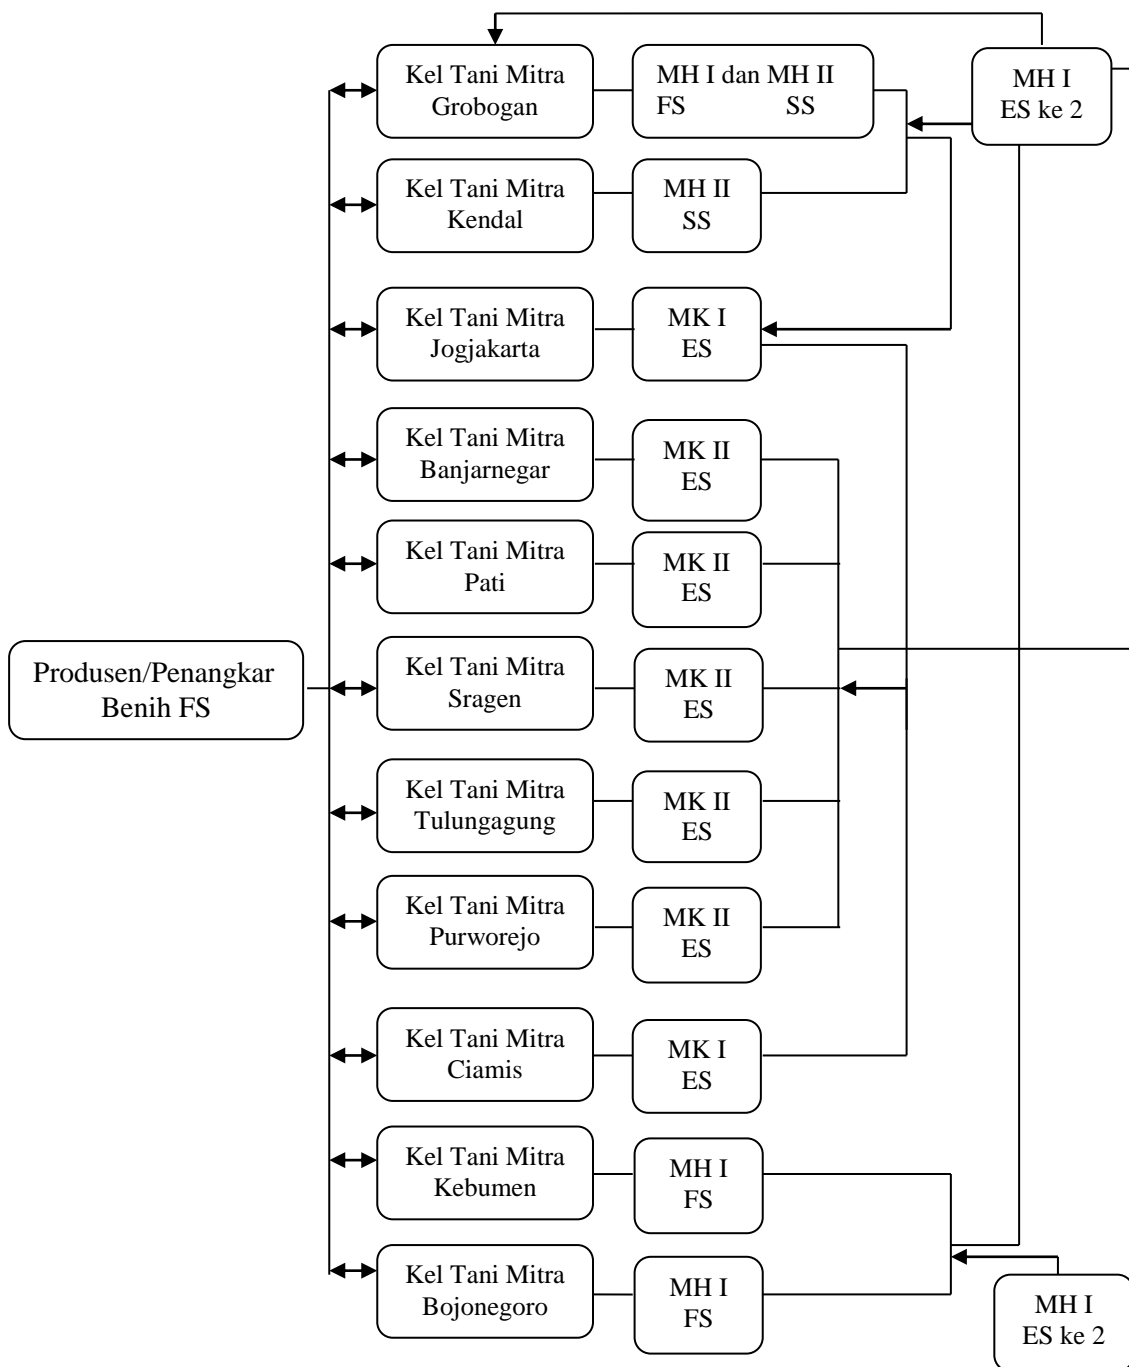 Kel Tani Mitra
Grobogan
MH I dan MH II
FS SS
MH I
ES ke 2
Kel Tani Mitra
Kendal
MH II
SS
Kel Tani Mitra
Jogjakarta
MK I
ES
Kel Tani Mitra
Banjarnegar
MK II
ES
Kel Tani Mitra
Pati
MK II
ES
Produsen/Penangkar
Benih FS
Kel Tani Mitra
Sragen
MK II
ES
Kel Tani Mitra
Tulungagung
MK II
ES
Kel Tani Mitra
Purworejo
MK II
ES
Kel Tani Mitra
Ciamis
MK I
ES
Kel Tani Mitra
Kebumen
MH I
FS
Kel Tani Mitra
Bojonegoro
MH I
FS
MH I
ES ke 2